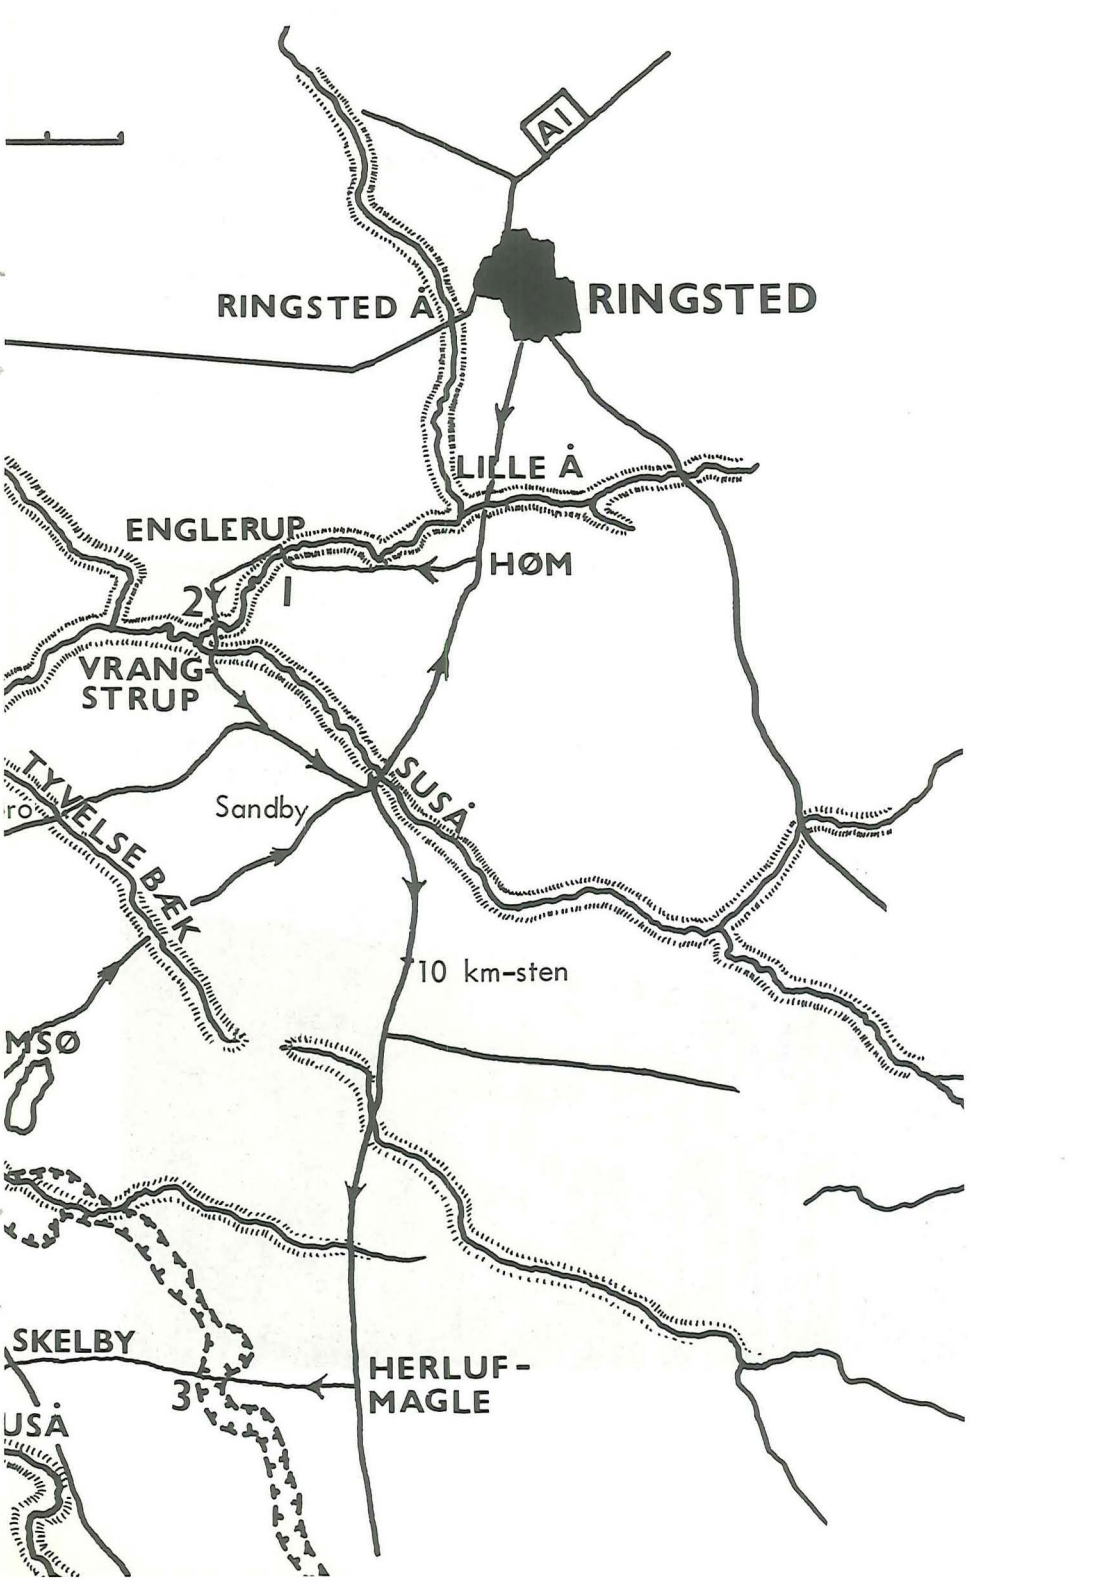 A1
RINGSTED Å
RINGSTED
LILLE Å
ENGLERUP
HØM
2
1
VRANG-
STRUP
SUSÅ
TYVELSE BÆK
rö
Sandby
10 km-sten
MSØ
SKELBY
HERLUF-
MAGLE
3
USÅ